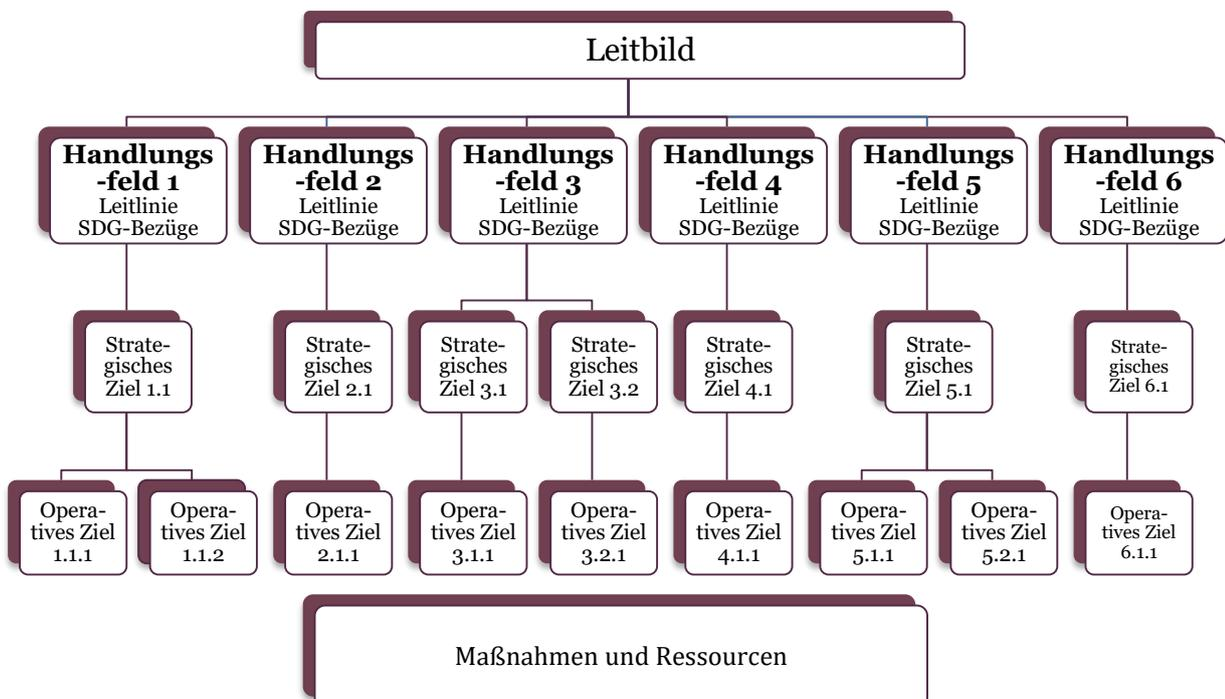 Leitbild
Handlungs
-feld 1
Leitlinie
SDG-Bezüge
Handlungs
-feld 2
Leitlinie
SDG-Bezüge
Handlungs
-feld 3
Leitlinie
SDG-Bezüge
Handlungs
-feld 4
Leitlinie
SDG-Bezüge
Handlungs
-feld 5
Leitlinie
SDG-Bezüge
Handlungs
-feld 6
Leitlinie
SDG-Bezüge
Strate-
gisches
Ziel 1.1
Strate-
gisches
Ziel 2.1
Strate-
gisches
Ziel 3.1
Strate-
gisches
Ziel 3.2
Strate-
gisches
Ziel 4.1
Strate-
gisches
Ziel 5.1
Strate-
gisches
Ziel 6.1
Opera-
tives Ziel
1.1.1
Opera-
tives Ziel
1.1.2
Opera-
tives Ziel
2.1.1
Opera-
tives Ziel
3.1.1
Opera-
tives Ziel
3.2.1
Opera-
tives Ziel
4.1.1
Opera-
tives Ziel
5.1.1
Opera-
tives Ziel
5.2.1
Opera-
tives Ziel
6.1.1
Maßnahmen und Ressourcen